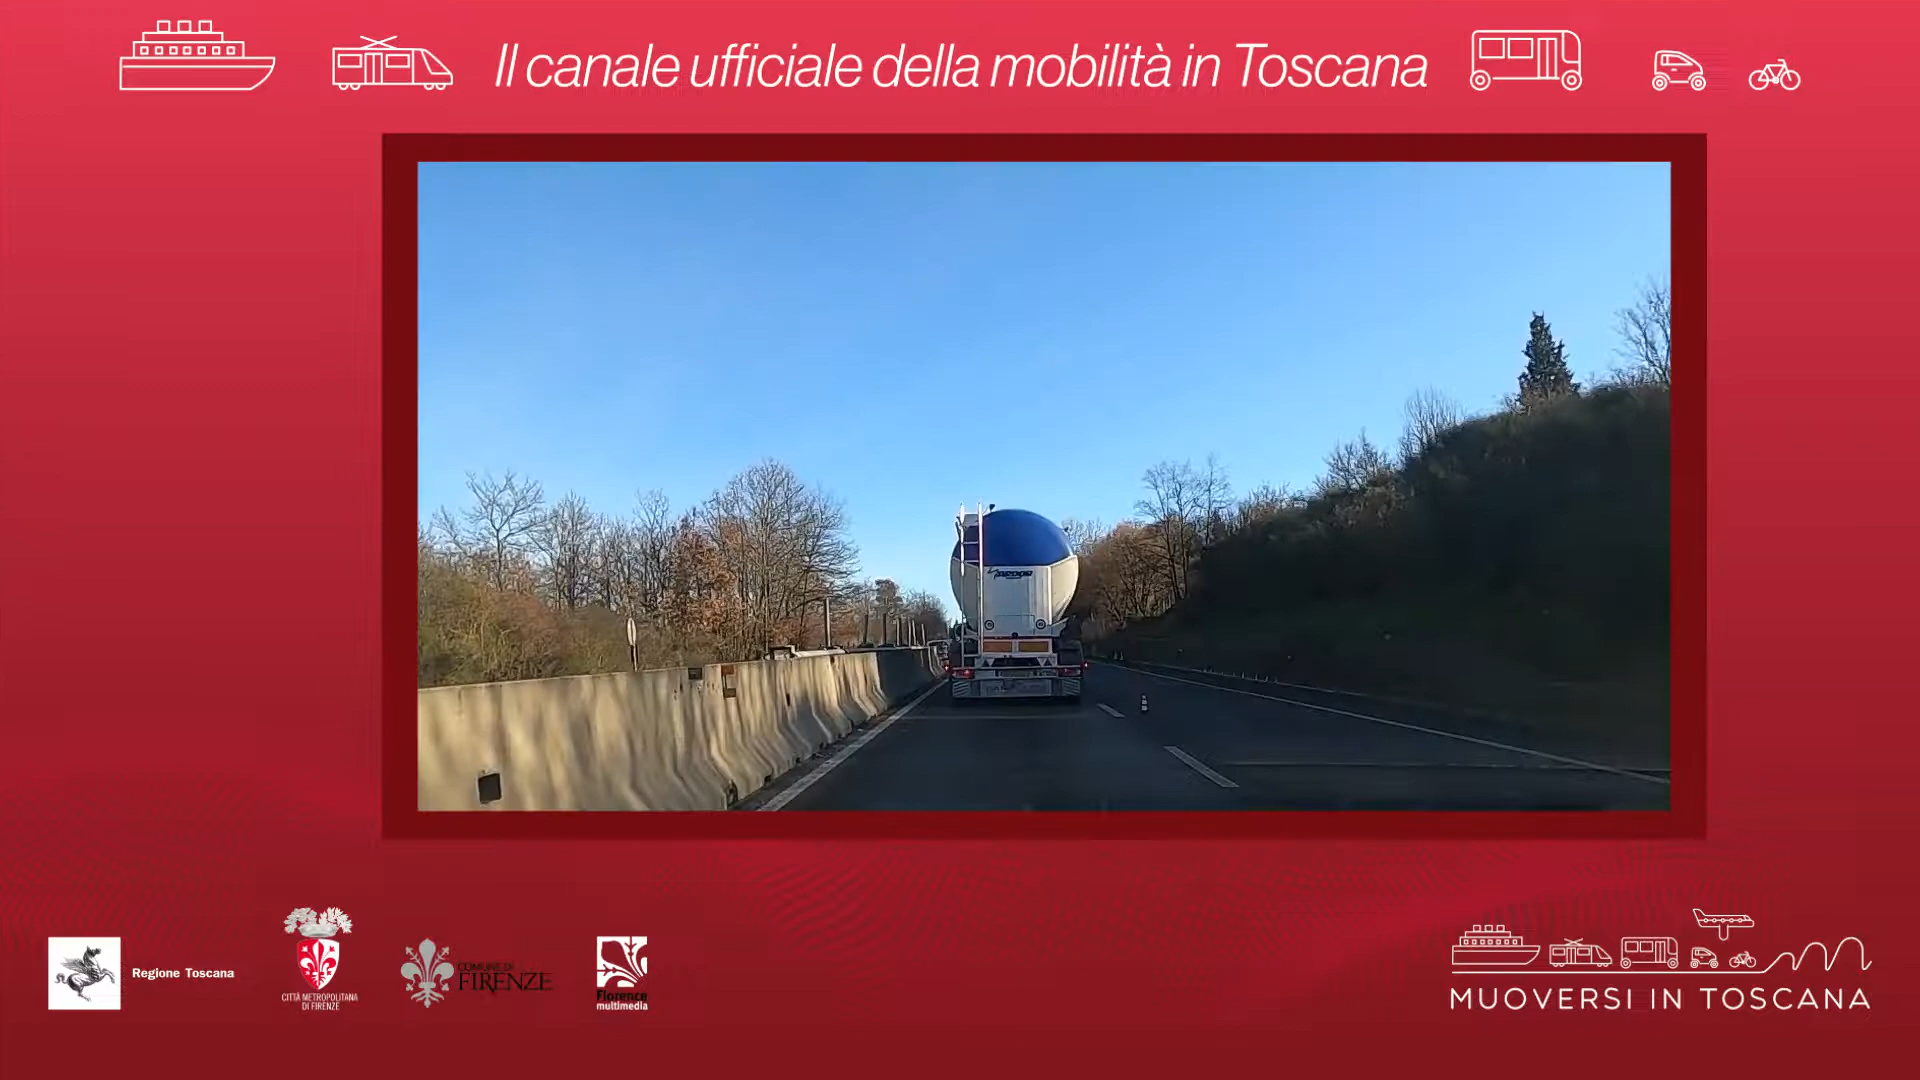 Il canale ufficiale della mobilità in Toscana
Regione Toscana
CITTÀ METROPOLITANA
DI FIRENZE
COMUNE DI
FIRENZE
Florence
multimedia
MUOVERSI IN TOSCANA